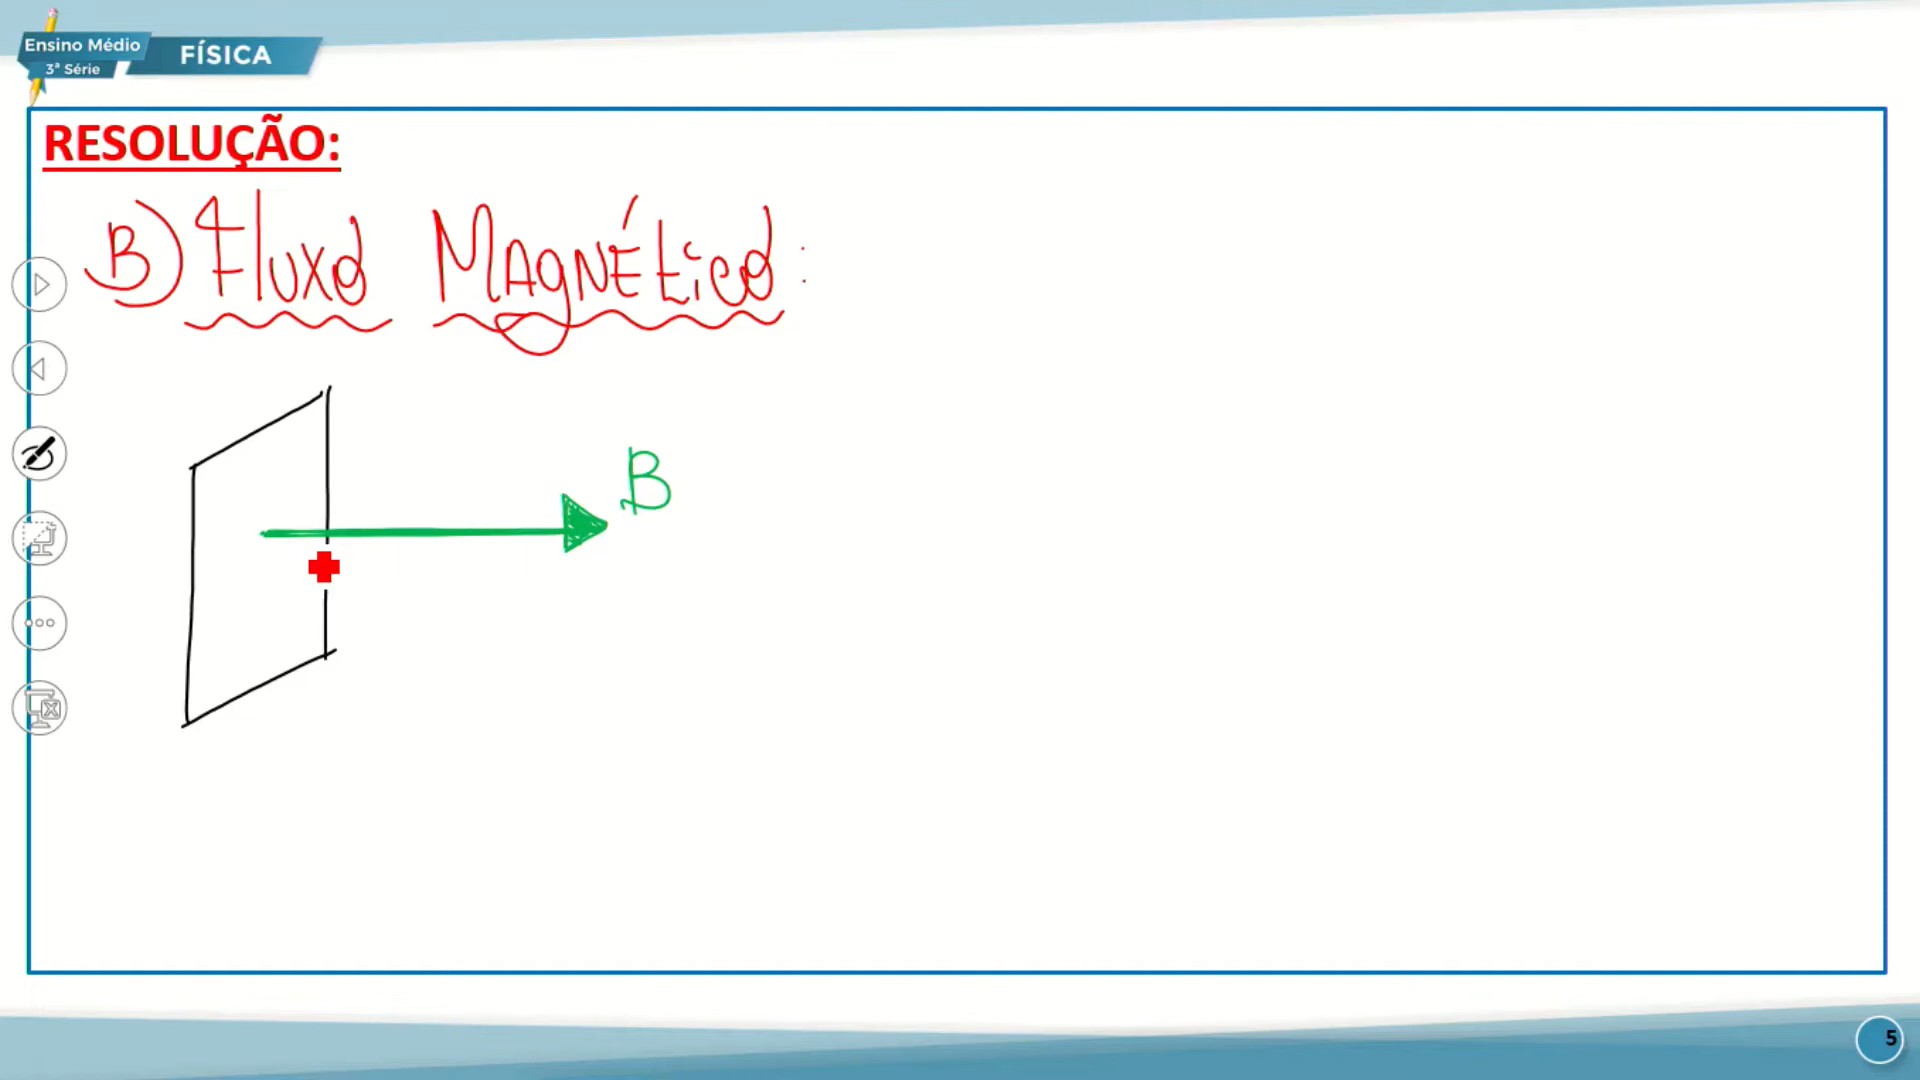 Ensino Médio
3ª Série
FÍSICA
RESOLUÇÃO:
B) Fluxo Magnético:
B
5